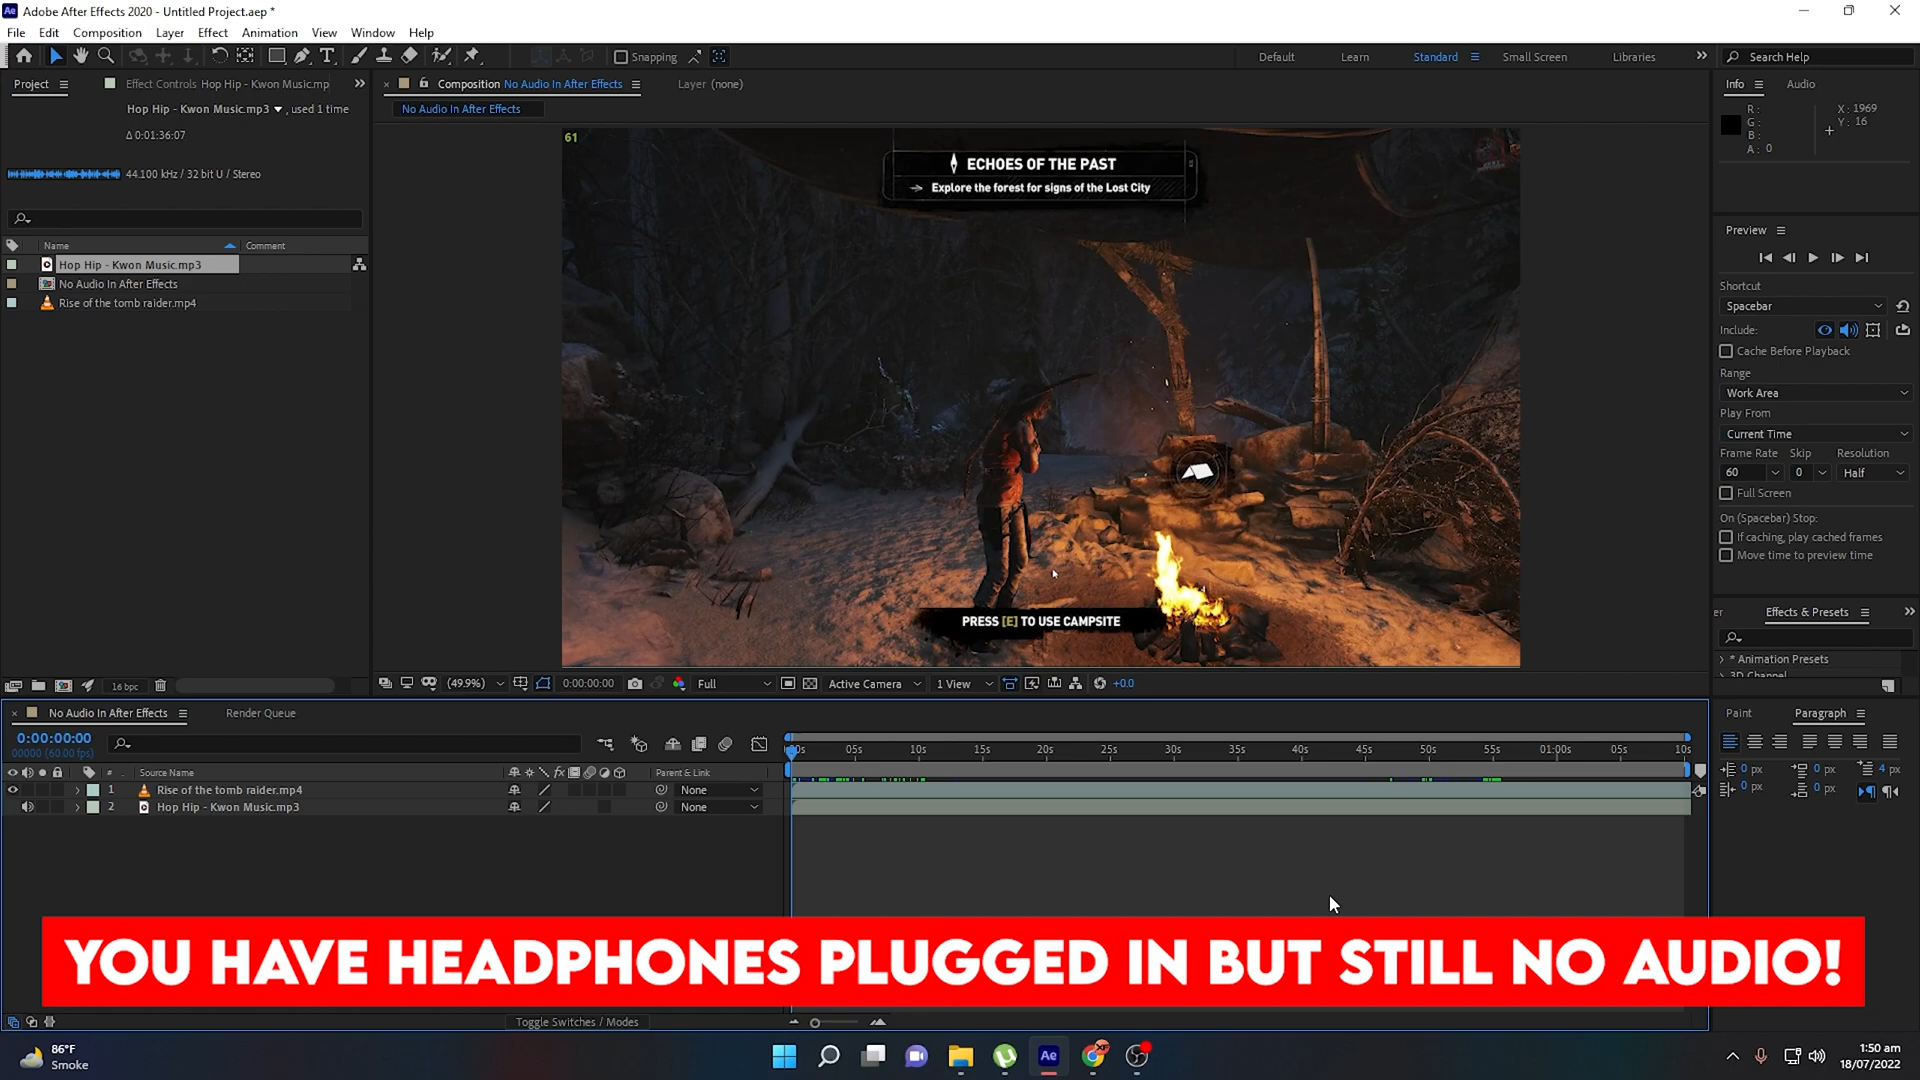 Adobe After Effects 2020 - Untitled Project.aep *
File Edit Composition Layer Effect Animation View Window Help
Snapping
Default Learn Standard Small Screen Libraries
Search Help
Project
Effect Controls Hop Hip - Kwon Music.mp
Hop Hip - Kwon Music.mp3 , used 1 time
Δ 0:01:36:07
44.100 kHz / 32 bit U / Stereo
Name Comment
Hop Hip - Kwon Music.mp3
No Audio In After Effects
Rise of the tomb raider.mp4
16 bpc
Composition No Audio In After Effects
Layer (none)
No Audio In After Effects
61
ECHOES OF THE PAST
Explore the forest for signs of the Lost City
PRESS [E] TO USE CAMPSITE
(49.9%) 0:00:00:00 Full Active Camera 1 View +0.0
Info Audio
R :
G :
B :
A : 0
X : 1969
Y : 16
Preview
Shortcut
Spacebar
Include:
Cache Before Playback
Range
Work Area
Play From
Current Time
Frame Rate Skip Resolution
60 0 Half
Full Screen
On (Spacebar) Stop:
If caching, play cached frames
Move time to preview time
er Effects & Presets
* Animation Presets
3D Channel
Paint Paragraph
0 px 0 px 4 px
0 px 0 px
No Audio In After Effects Render Queue
0:00:00:00
00000 (60.00 fps)
:00s 05s 10s 15s 20s 25s 30s 35s 40s 45s 50s 55s 01:00s 05s 10s
# Source Name fx Parent & Link
1 Rise of the tomb raider.mp4 None
2 Hop Hip - Kwon Music.mp3 None
YOU HAVE HEADPHONES PLUGGED IN BUT STILL NO AUDIO!
Toggle Switches / Modes
86°F
Smoke
Ae
1:50 am
18/07/2022